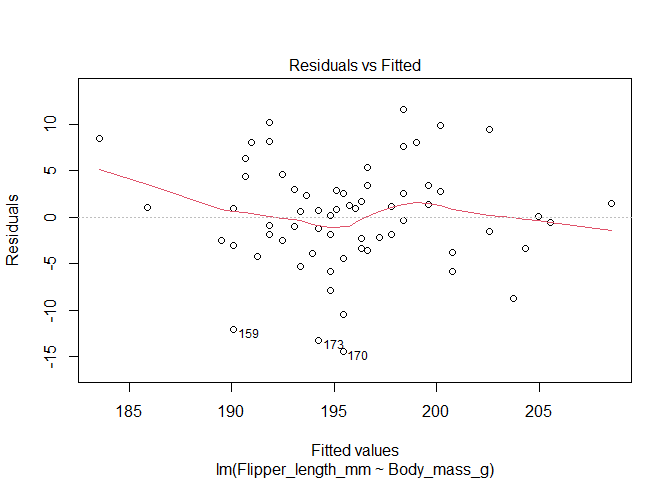 Residuals vs Fitted
Residuals
10
5
0
-5
-10
-15
159
173
170
185 190 195 200 205
Fitted values
lm(Flipper_length_mm ~ Body_mass_g)